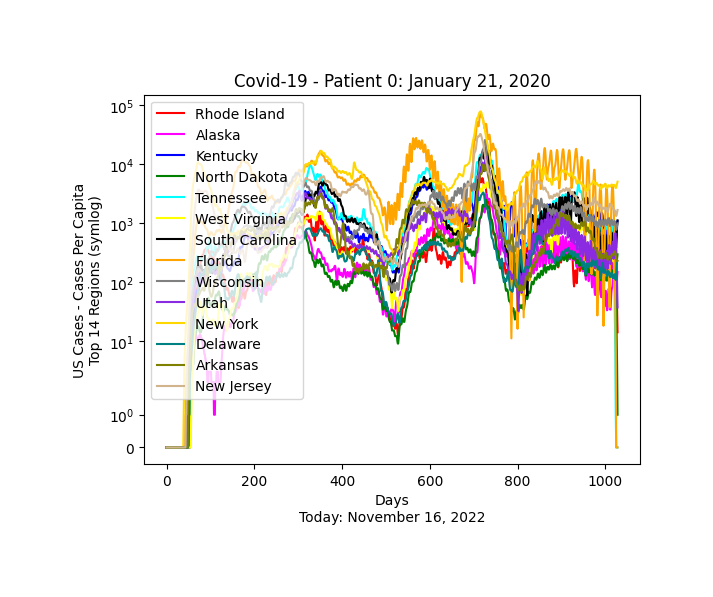 Covid-19 - Patient 0: January 21, 2020
US Cases - Cases Per Capita
Top 14 Regions (symlog)
10^5
10^4
10^3
10^2
10^1
10^0
0
Rhode Island
Alaska
Kentucky
North Dakota
Tennessee
West Virginia
South Carolina
Florida
Wisconsin
Utah
New York
Delaware
Arkansas
New Jersey
0 200 400 600 800 1000
Days
Today: November 16, 2022